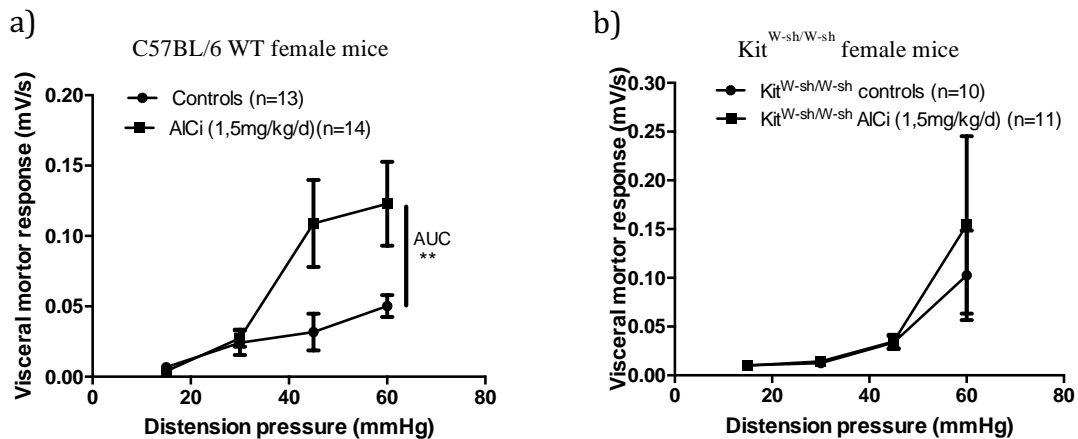 a)
C57BL/6 WT female mice
Visceral mortor response (mV/s)
0.20
0.15
0.10
0.05
0.00
Controls (n=13)
AlCi (1,5mg/kg/d)(n=14)
AUC
**
0 20 40 60 80
Distension pressure (mmHg)
b)
Kit W-sh/W-sh female mice
Visceral mortor response (mV/s)
0.30
0.25
0.20
0.15
0.10
0.05
0.00
Kit W-sh/W-sh controls (n=10)
Kit W-sh/W-sh AlCi (1,5mg/kg/d) (n=11)
0 20 40 60 80
Distension pressure (mmHg)